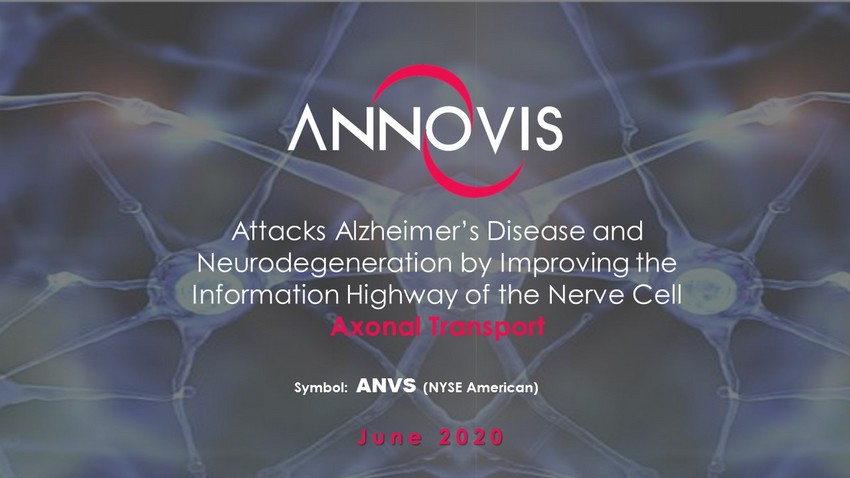 ANNOVIS
Attacks Alzheimer’s Disease and
Neurodegeneration by Improving the
Information Highway of the Nerve Cell
Axonal Transport
Symbol: ANVS (NYSE American)
June 2020